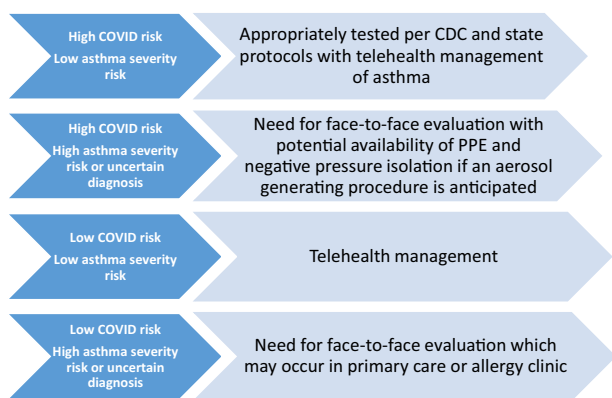 High COVID risk
Low asthma severity
risk
Appropriately tested per CDC and state
protocols with telehealth management
of asthma
High COVID risk
High asthma severity
risk or uncertain
diagnosis
Need for face-to-face evaluation with
potential availability of PPE and
negative pressure isolation if an aerosol
generating procedure is anticipated
Low COVID risk
Low asthma severity
risk
Telehealth management
Low COVID risk
High asthma severity
risk or uncertain
diagnosis
Need for face-to-face evaluation which
may occur in primary care or allergy clinic